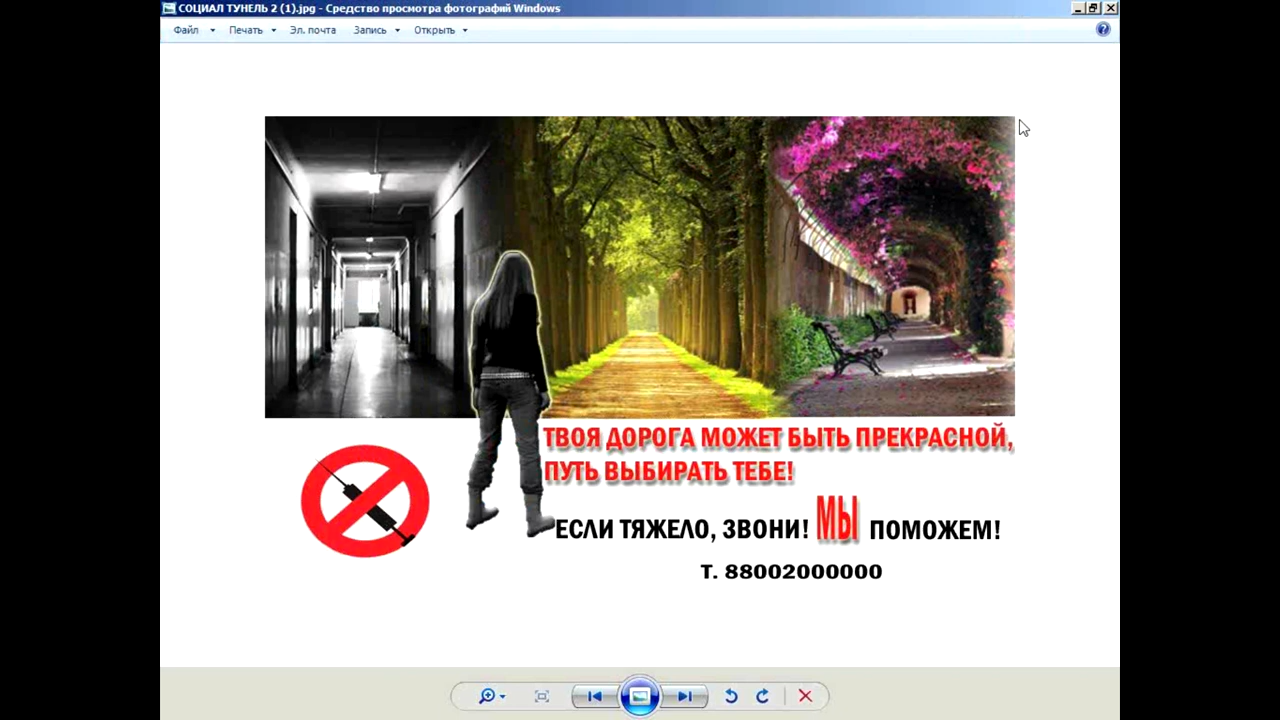 СОЦИАЛ ТУНЕЛЬ 2 (1).jpg - Средство просмотра фотографий Windows
Файл Печать Эл. почта Запись Открыть
ТВОЯ ДОРОГА МОЖЕТ БЫТЬ ПРЕКРАСНОЙ,
ПУТЬ ВЫБИРАТЬ ТЕБЕ!
ЕСЛИ ТЯЖЕЛО, ЗВОНИ! МЫ ПОМОЖЕМ!
Т. 88002000000